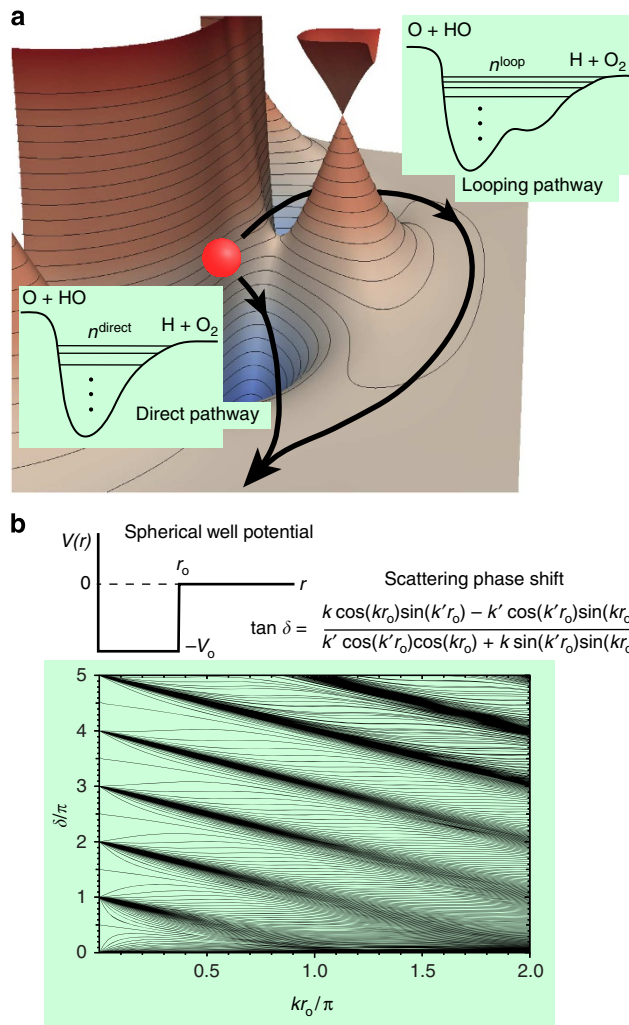 a
O + HO
n^loop
H + O₂
Looping pathway
O + HO
n^direct
H + O₂
Direct pathway
b
Spherical well potential
V(r)
r_o
0
r
–V_o
Scattering phase shift
tan δ = (k cos(kr_o)sin(k′r_o) – k′ cos(k′r_o)sin(kr_o) / k′ cos(k′r_o)cos(kr_o) + k sin(k′r_o)sin(kr_o)
5
4
3
2
1
0
δ/π
0.5
1.0
1.5
2.0
kr_o/π